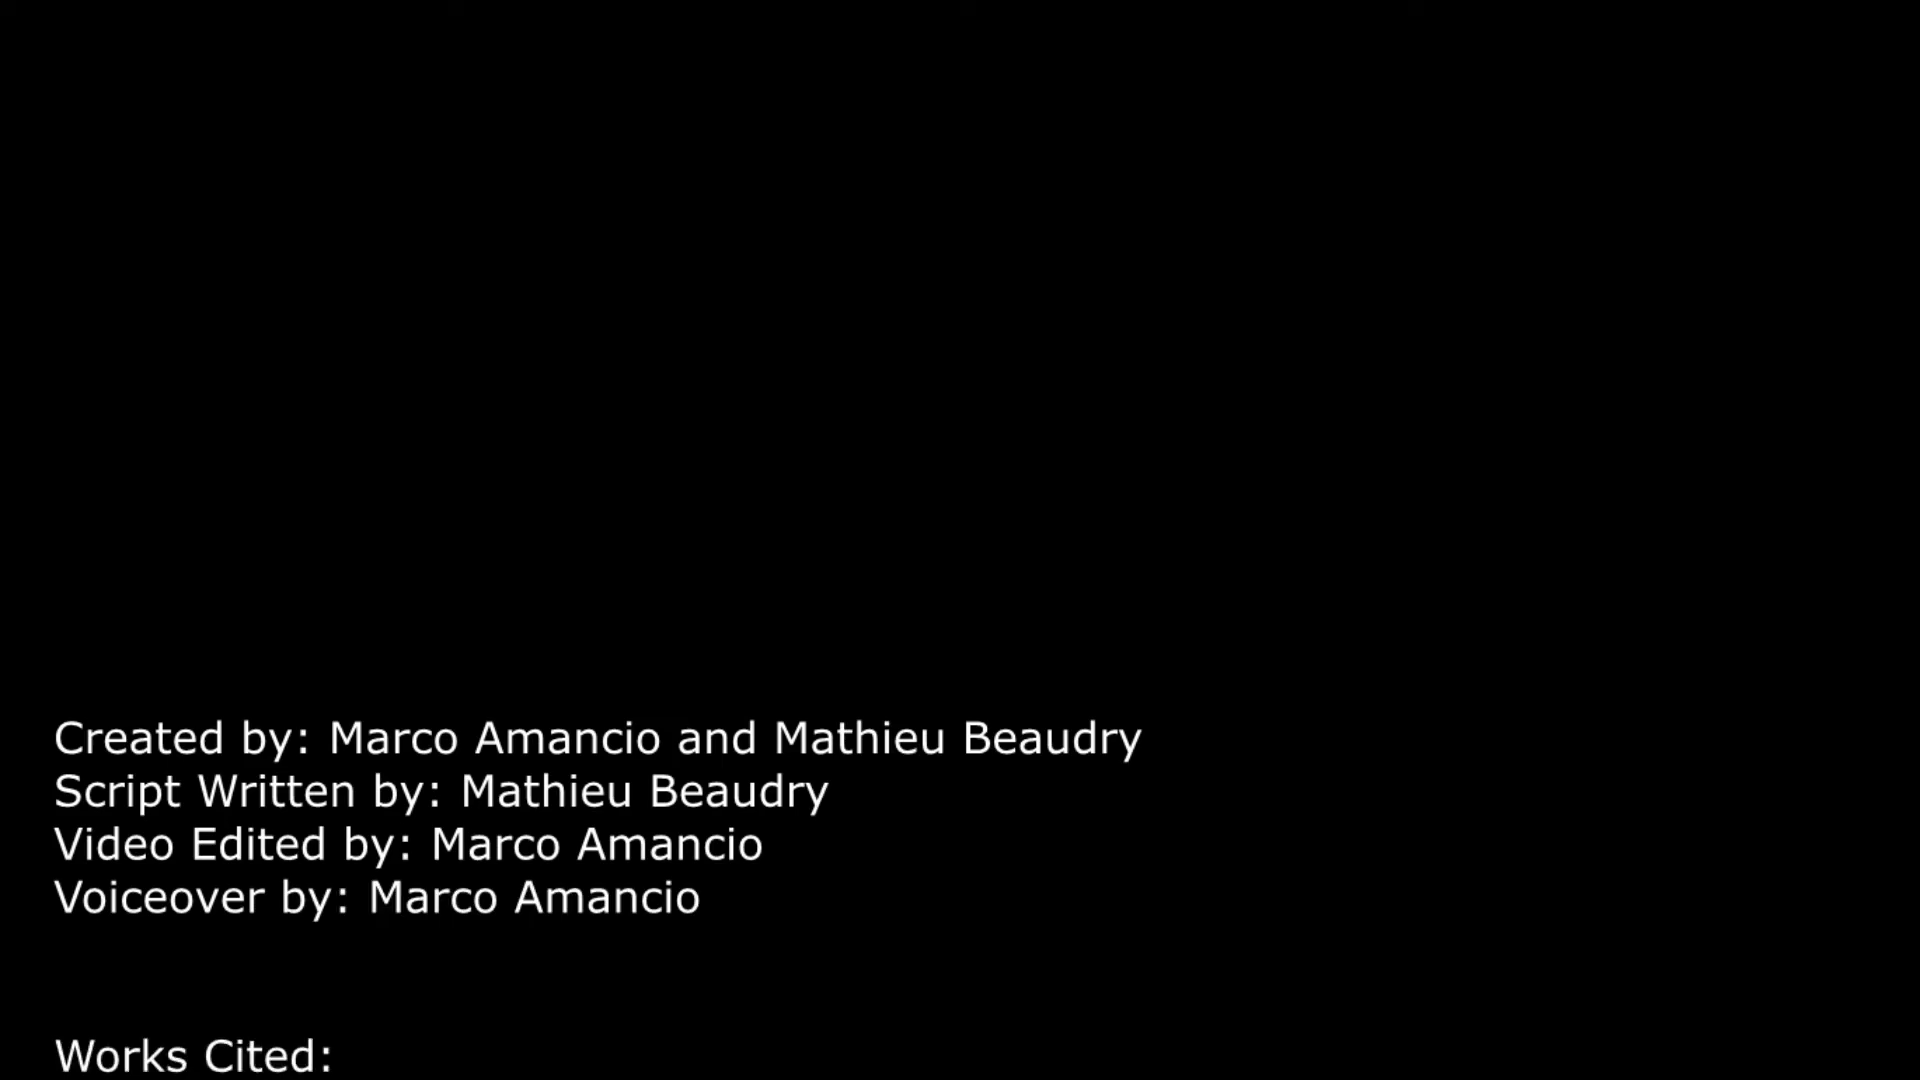 Created by: Marco Amancio and Mathieu Beaudry
Script Written by: Mathieu Beaudry
Video Edited by: Marco Amancio
Voiceover by: Marco Amancio
Works Cited: